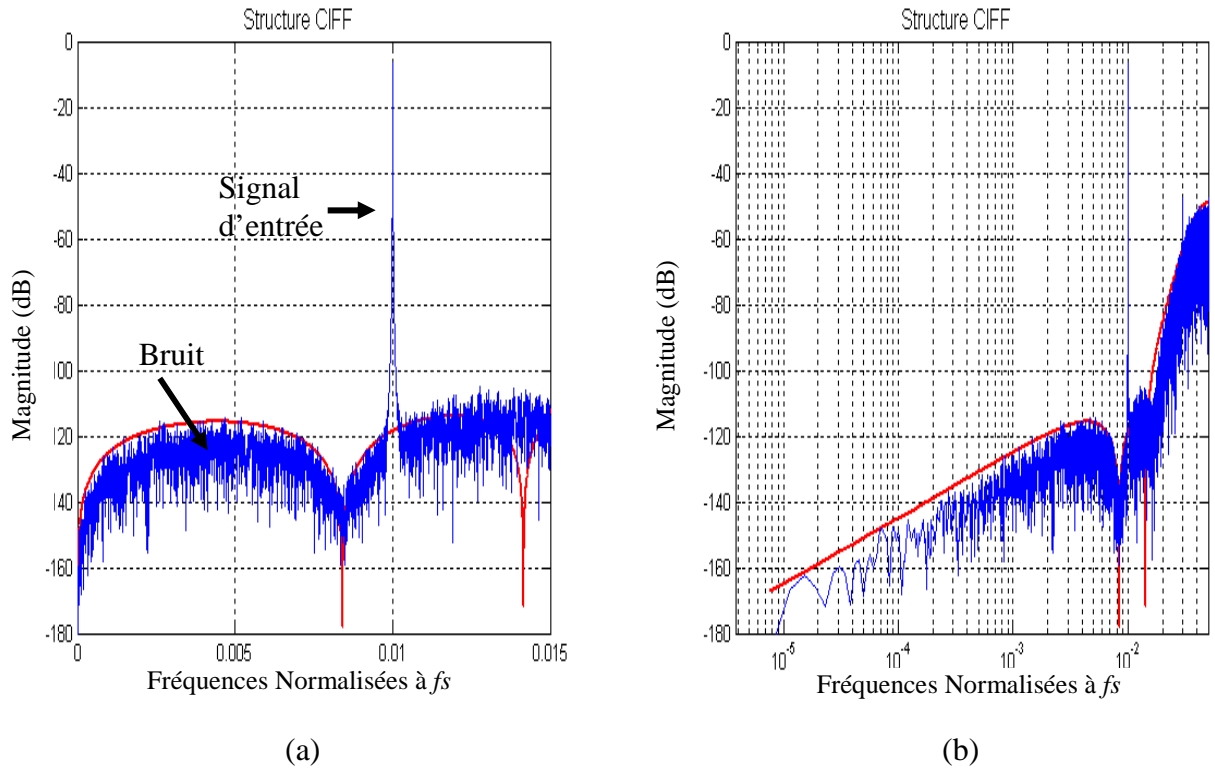 Structure CIFF
0
-20
-40
-60
-80
-100
-120
-140
-160
-180
Magnitude (dB)
Signal
d’entrée
Bruit
0
0.005
0.01
0.015
Fréquences Normalisées à fs
(a)
Structure CIFF
0
-20
-40
-60
-80
-100
-120
-140
-160
-180
Magnitude (dB)
10-5
10-4
10-3
10-2
Fréquences Normalisées à fs
(b)